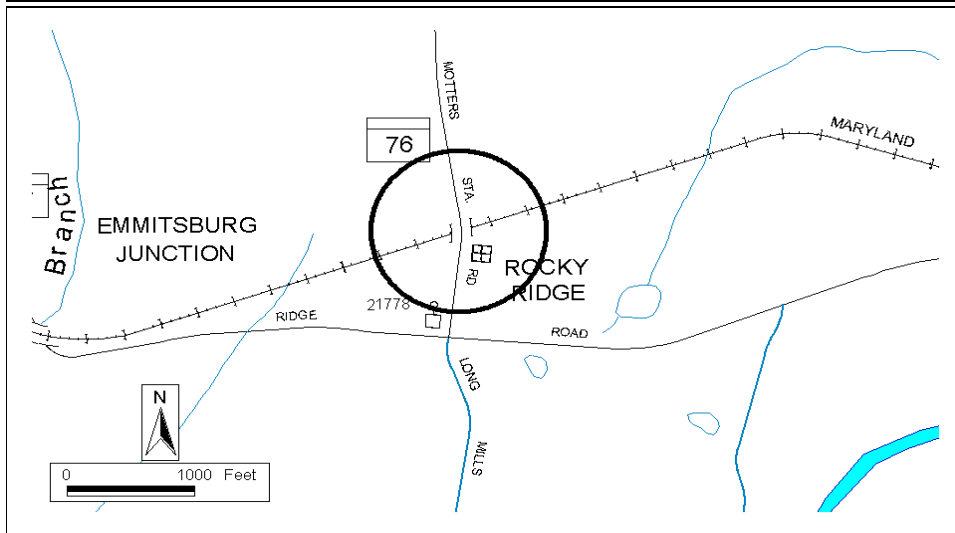 MOTTERS
MARYLAND
76
STA.
Branch
EMMITSBURG
JUNCTION
RD
ROCKY
RIDGE
21778
RIDGE
ROAD
LONG
N
MILLS
0 1000 Feet